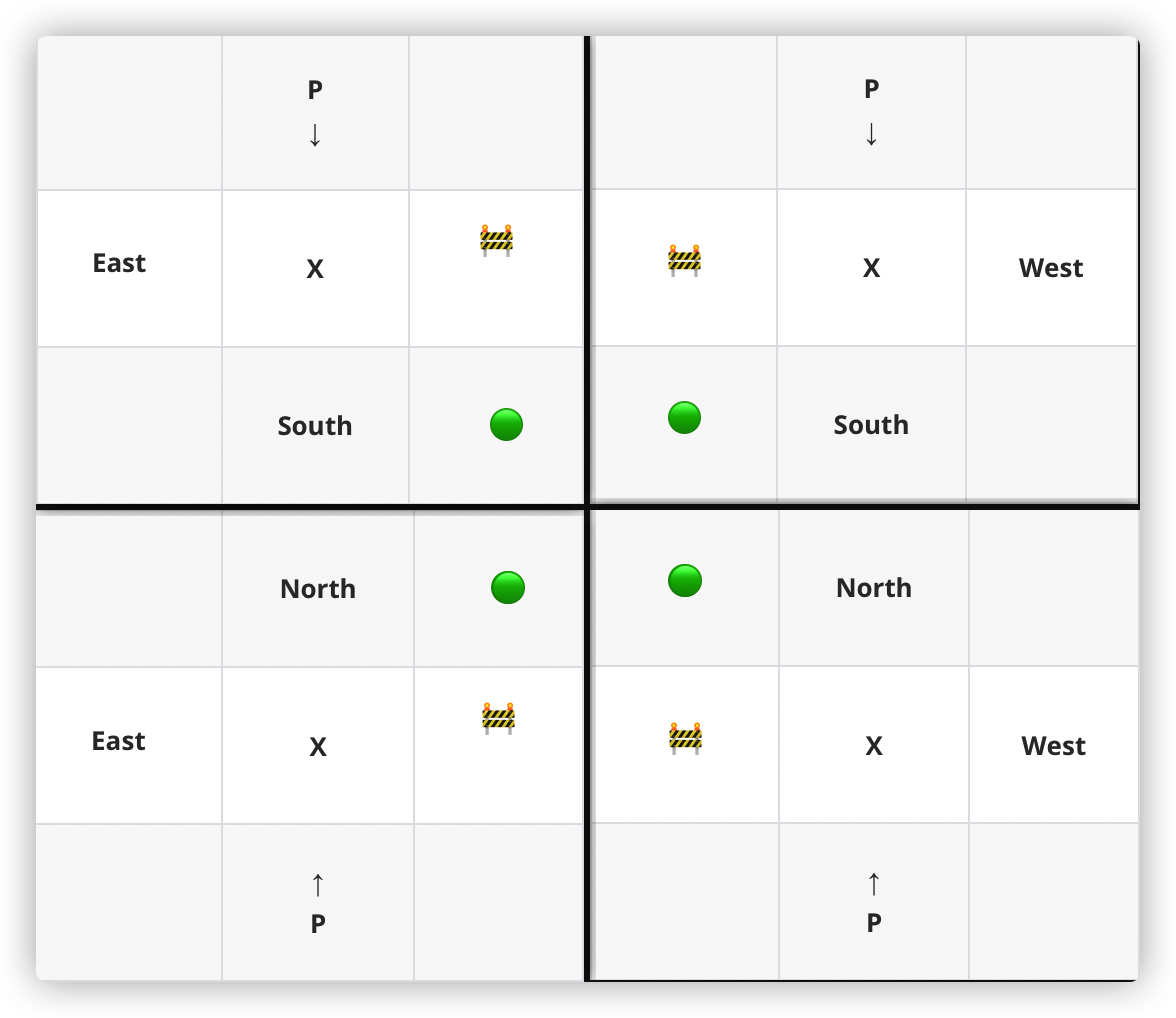 P P
↓ ↓
East X X West
South South
North North
East X X West
↑ ↑
P P